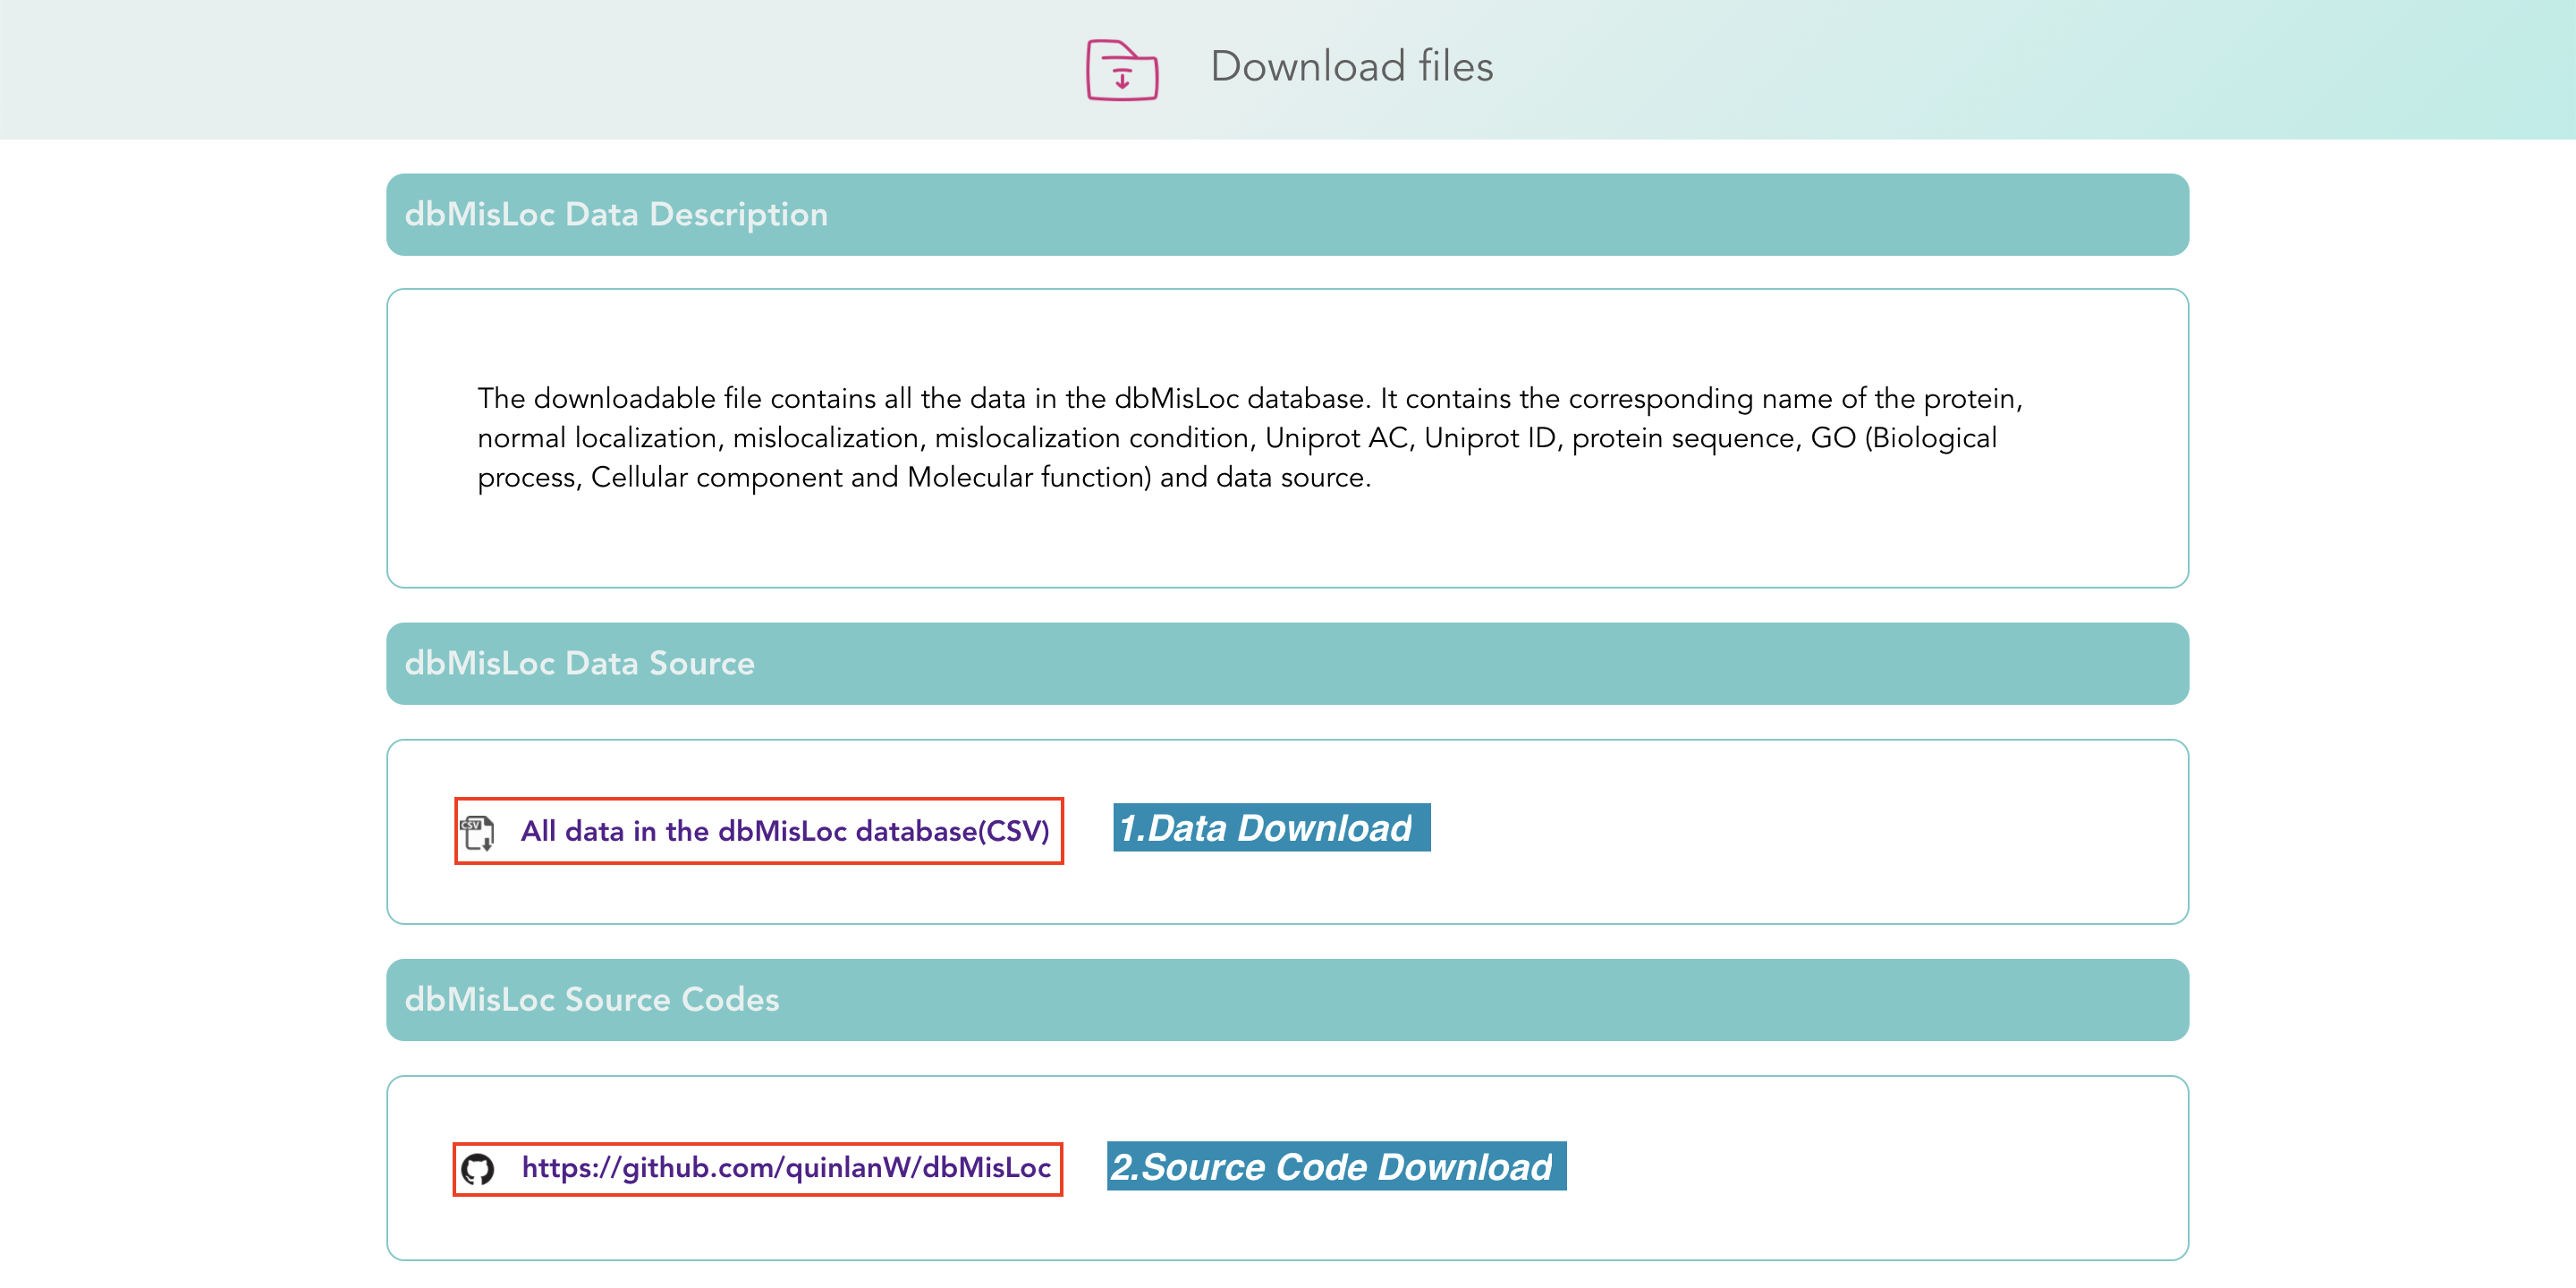 Download files
dbMisLoc Data Description
The downloadable file contains all the data in the dbMisLoc database. It contains the corresponding name of the protein,
normal localization, mislocalization, mislocalization condition, Uniprot AC, Uniprot ID, protein sequence, GO (Biological
process, Cellular component and Molecular function) and data source.
dbMisLoc Data Source
CSV All data in the dbMisLoc database(CSV) 1.Data Download
dbMisLoc Source Codes
https://github.com/quinlanW/dbMisLoc 2.Source Code Download